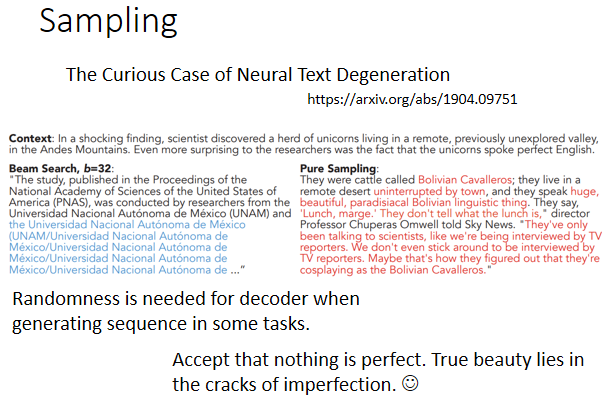 Sampling
The Curious Case of Neural Text Degeneration
https://arxiv.org/abs/1904.09751
Context: In a shocking finding, scientist discovered a herd of unicorns living in a remote, previously unexplored valley,
in the Andes Mountains. Even more surprising to the researchers was the fact that the unicorns spoke perfect English.
Beam Search, b=32:
"The study, published in the Proceedings of the
National Academy of Sciences of the United States of
America (PNAS), was conducted by researchers from the
Universidad Nacional Autónoma de México (UNAM) and
the Universidad Nacional Autónoma de México
(UNAM/Universidad Nacional Autónoma de
México/Universidad Nacional Autónoma de
México/Universidad Nacional Autónoma de
México/Universidad Nacional Autónoma de ..."
Pure Sampling:
They were cattle called Bolivian Cavalleros; they live in a
remote desert uninterrupted by town, and they speak huge,
beautiful, paradisiacal Bolivian linguistic thing. They say,
'Lunch, marge.' They don't tell what the lunch is," director
Professor Chuperas Omwell told Sky News. "They've only
been talking to scientists, like we're being interviewed by TV
reporters. We don't even stick around to be interviewed by
TV reporters. Maybe that's how they figured out that they're
cosplaying as the Bolivian Cavalleros."
Randomness is needed for decoder when
generating sequence in some tasks.
Accept that nothing is perfect. True beauty lies in
the cracks of imperfection. ☺